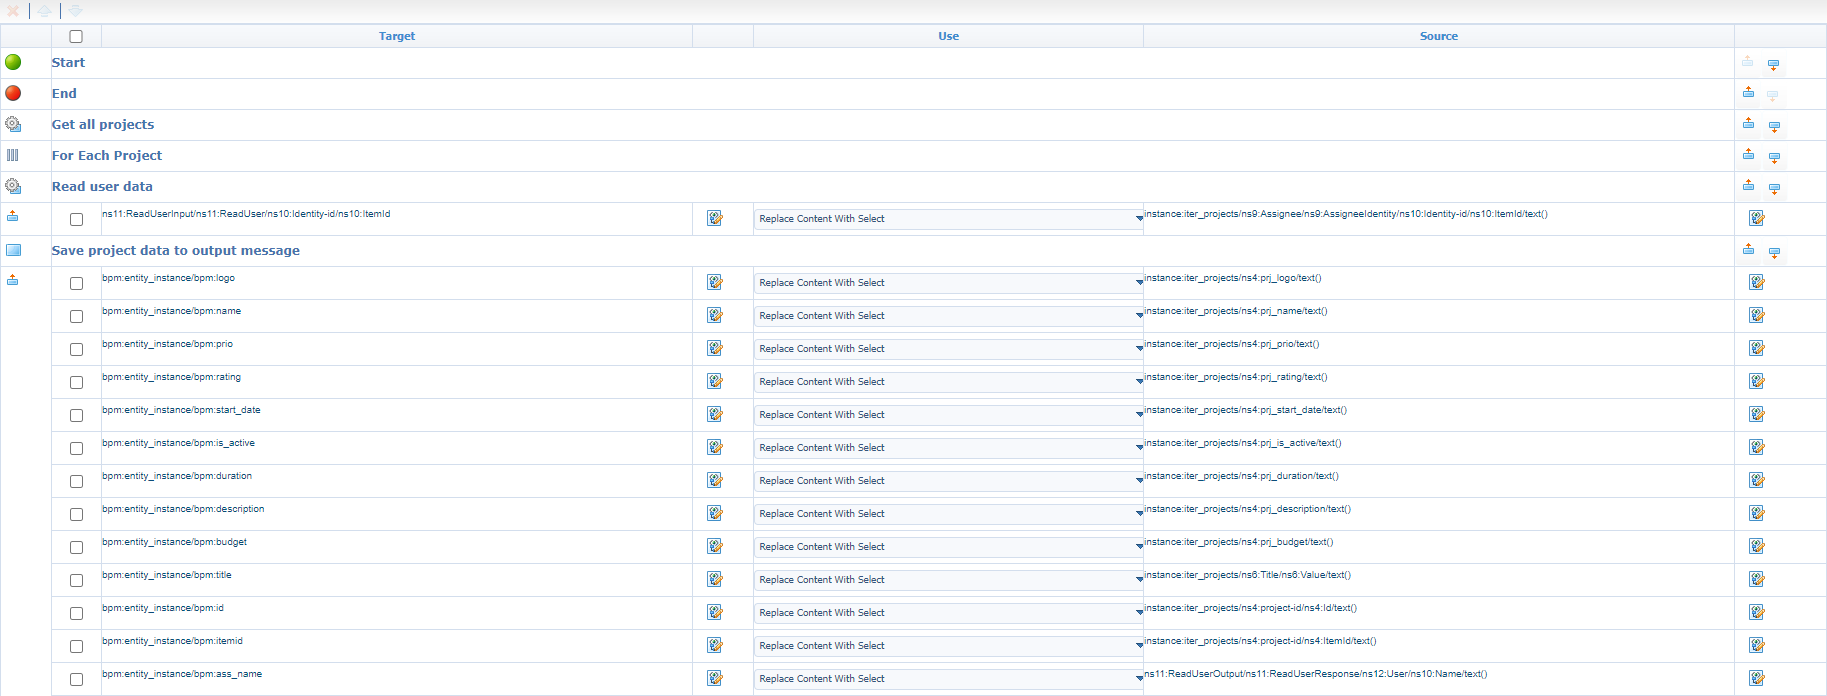 Target Use Source
Start
End
Get all projects
For Each Project
Read user data
ns11:ReadUserInput/ns11:ReadUser/ns10:Identity-id/ns10:ItemId Replace Content With Select instance:iter_projects/ns9:Assignee/ns9:AssigneeIdentity/ns10:Identity-id/ns10:ItemId/text()
Save project data to output message
bpm:entity_instance/bpm:logo Replace Content With Select instance:iter_projects/ns4:prj_logo/text()
bpm:entity_instance/bpm:name Replace Content With Select instance:iter_projects/ns4:prj_name/text()
bpm:entity_instance/bpm:prio Replace Content With Select instance:iter_projects/ns4:prj_prio/text()
bpm:entity_instance/bpm:rating Replace Content With Select instance:iter_projects/ns4:prj_rating/text()
bpm:entity_instance/bpm:start_date Replace Content With Select instance:iter_projects/ns4:prj_start_date/text()
bpm:entity_instance/bpm:is_active Replace Content With Select instance:iter_projects/ns4:prj_is_active/text()
bpm:entity_instance/bpm:duration Replace Content With Select instance:iter_projects/ns4:prj_duration/text()
bpm:entity_instance/bpm:description Replace Content With Select instance:iter_projects/ns4:prj_description/text()
bpm:entity_instance/bpm:budget Replace Content With Select instance:iter_projects/ns4:prj_budget/text()
bpm:entity_instance/bpm:title Replace Content With Select instance:iter_projects/ns6:Title/ns6:Value/text()
bpm:entity_instance/bpm:id Replace Content With Select instance:iter_projects/ns4:project-id/ns4:Id/text()
bpm:entity_instance/bpm:itemid Replace Content With Select instance:iter_projects/ns4:project-id/ns4:ItemId/text()
bpm:entity_instance/bpm:ass_name Replace Content With Select ns11:ReadUserOutput/ns11:ReadUserResponse/ns12:User/ns10:Name/text()